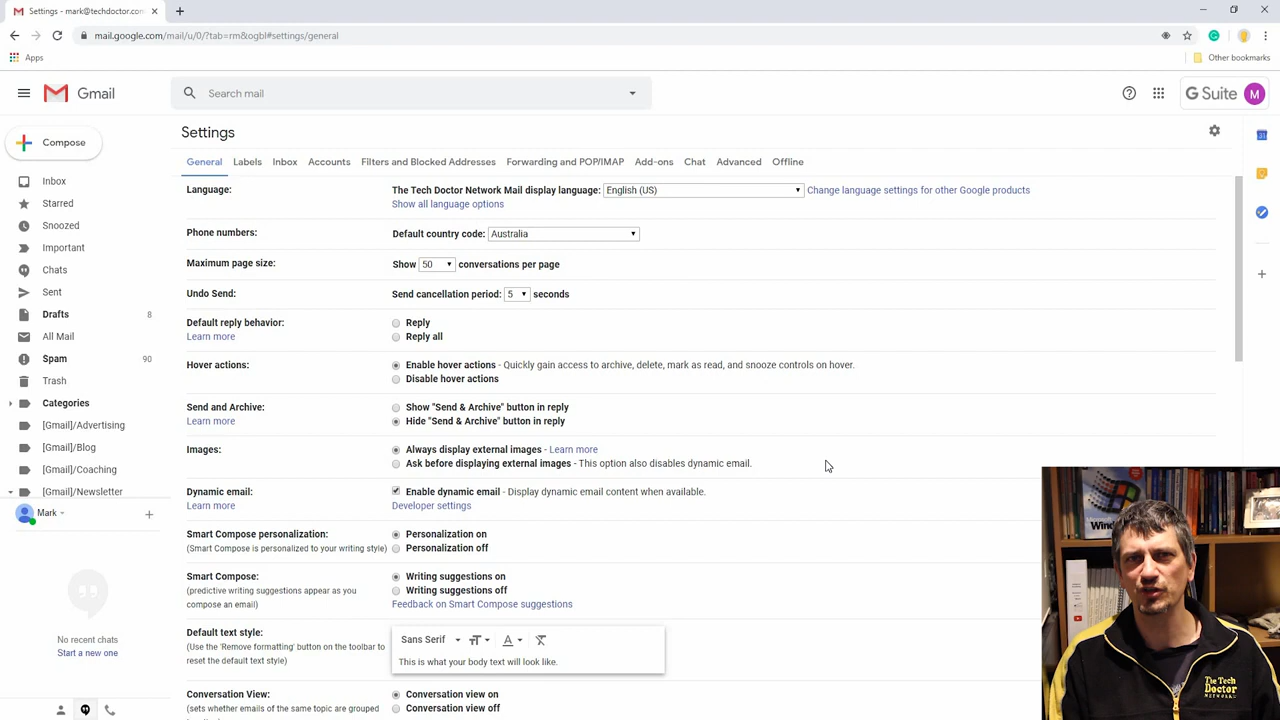 Settings - mark@techdoctor.con
mail.google.com/mail/u/0/?tab=rm&ogbl#settings/general
Apps
Other bookmarks
Gmail
Search mail
G Suite
M
Compose
Inbox
Starred
Snoozed
Important
Chats
Sent
Drafts 8
All Mail
Spam 90
Trash
Categories
[Gmail]/Advertising
[Gmail]/Blog
[Gmail]/Coaching
[Gmail]/Newsletter
Mark
No recent chats
Start a new one
Settings
General Labels Inbox Accounts Filters and Blocked Addresses Forwarding and POP/IMAP Add-ons Chat Advanced Offline
Language: The Tech Doctor Network Mail display language: English (US) Change language settings for other Google products
Show all language options
Phone numbers: Default country code: Australia
Maximum page size: Show 50 conversations per page
Undo Send: Send cancellation period: 5 seconds
Default reply behavior: Reply
Learn more Reply all
Hover actions: Enable hover actions - Quickly gain access to archive, delete, mark as read, and snooze controls on hover.
Disable hover actions
Send and Archive: Show "Send & Archive" button in reply
Learn more Hide "Send & Archive" button in reply
Images: Always display external images - Learn more
Ask before displaying external images - This option also disables dynamic email.
Dynamic email: Enable dynamic email - Display dynamic email content when available.
Learn more Developer settings
Smart Compose personalization: Personalization on
(Smart Compose is personalized to your writing style) Personalization off
Smart Compose: Writing suggestions on
(predictive writing suggestions appear as you Writing suggestions off
compose an email) Feedback on Smart Compose suggestions
Default text style: Sans Serif
(Use the 'Remove formatting' button on the toolbar to
reset the default text style) This is what your body text will look like.
Conversation View: Conversation view on
(sets whether emails of the same topic are grouped Conversation view off
31
Wind
The Tech
Doctor
NETWORK